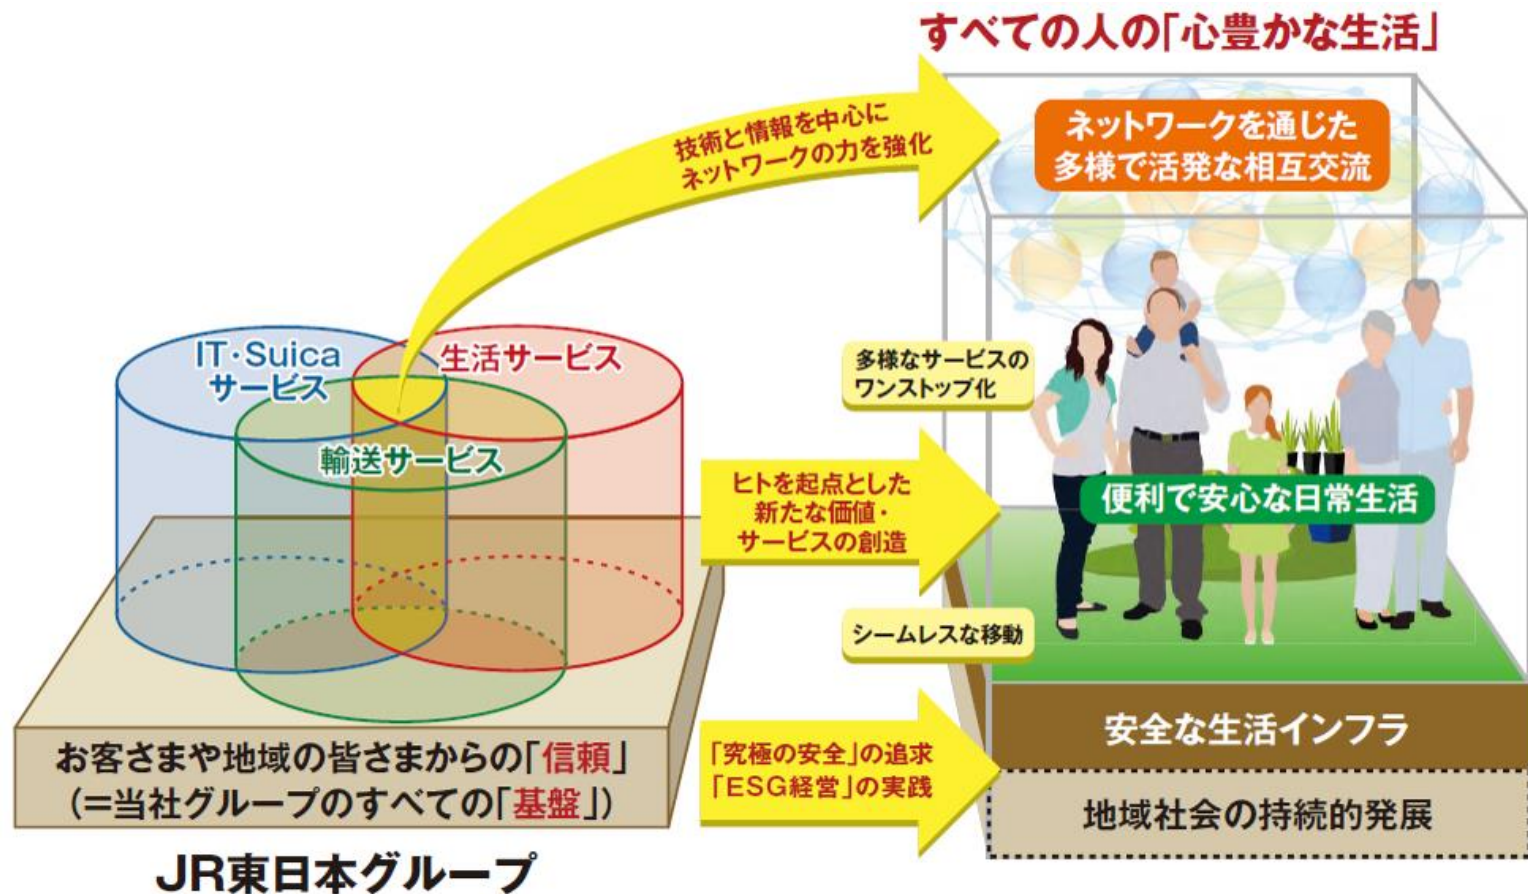 すべての人の「心豊かな生活」
技術と情報を中心に
ネットワークの力を強化
ネットワークを通じた
多様で活発な相互交流
IT・Suica
サービス
生活サービス
輸送サービス
多様なサービスの
ワンストップ化
ヒトを起点とした
新たな価値・
サービスの創造
便利で安心な日常生活
シームレスな移動
お客さまや地域の皆さまからの「信頼」
(＝当社グループのすべての「基盤」)
「究極の安全」の追求
「ESG経営」の実践
安全な生活インフラ
地域社会の持続的発展
JR東日本グループ